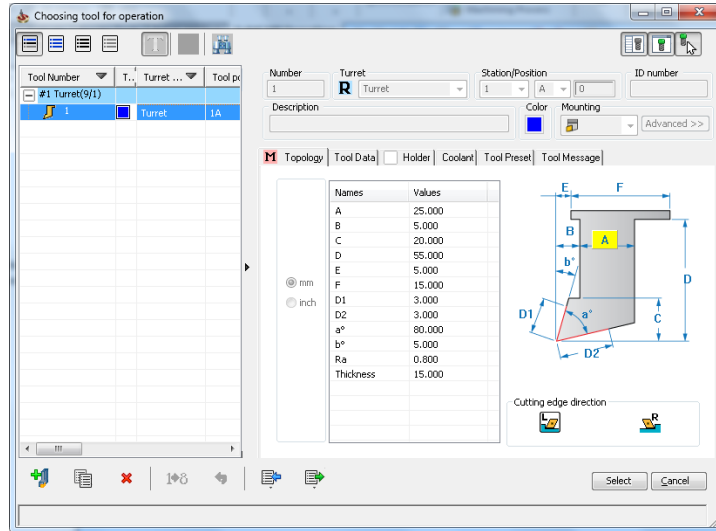 Choosing tool for operation
Tool Number T.. Turret ... Tool po
#1 Turret(9/1)
1 Turret 1A
Number Turret Station/Position ID number
1 R Turret 1 A 0
Description Color Mounting
Advanced >>
M Topology Tool Data Holder Coolant Tool Preset Tool Message
mm
inch
Names Values
A 25.000
B 5.000
C 20.000
D 55.000
E 5.000
F 15.000
D1 3.000
D2 3.000
a° 80.000
b° 5.000
Ra 0.800
Thickness 15.000
E F
B A
b° D
D1 a° C
D2
Cutting edge direction
L R
Select Cancel